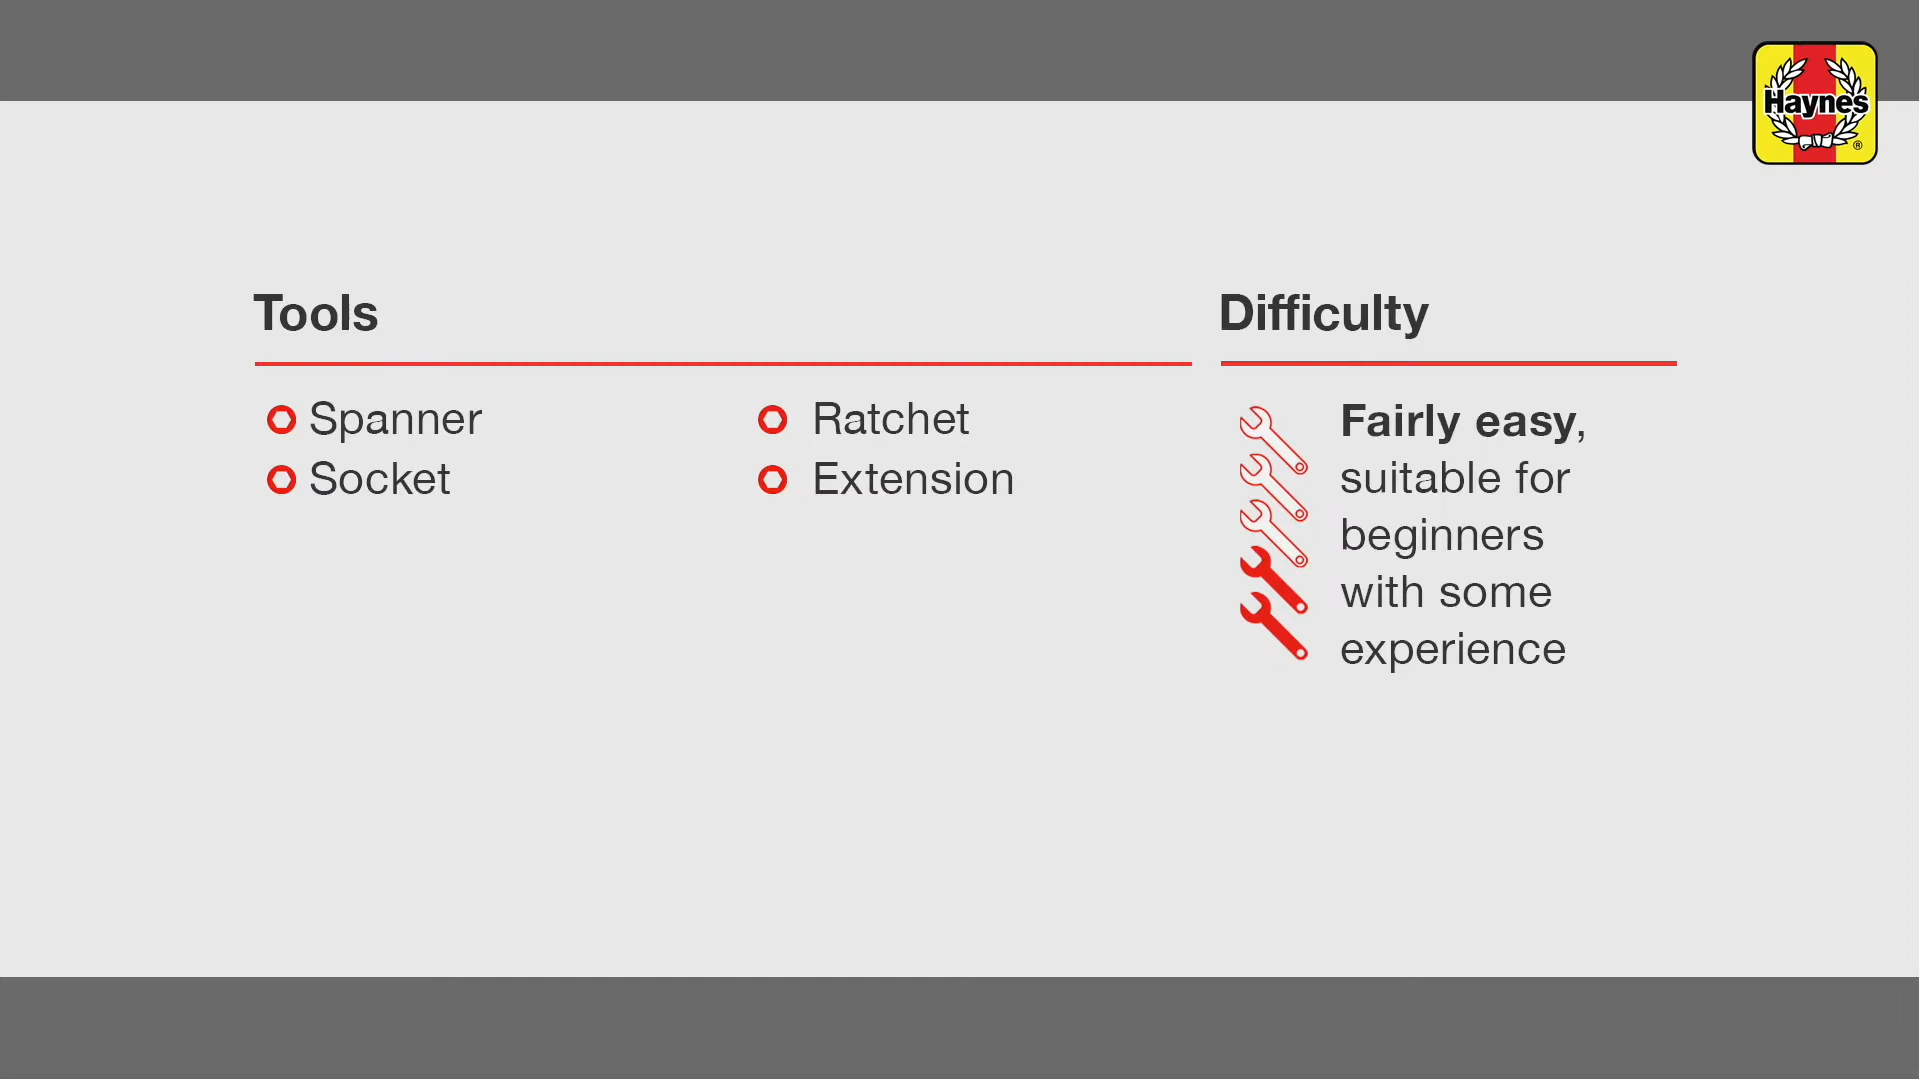 Haynes
®
Tools
Spanner
Socket
Ratchet
Extension
Difficulty
Fairly easy,
suitable for
beginners
with some
experience